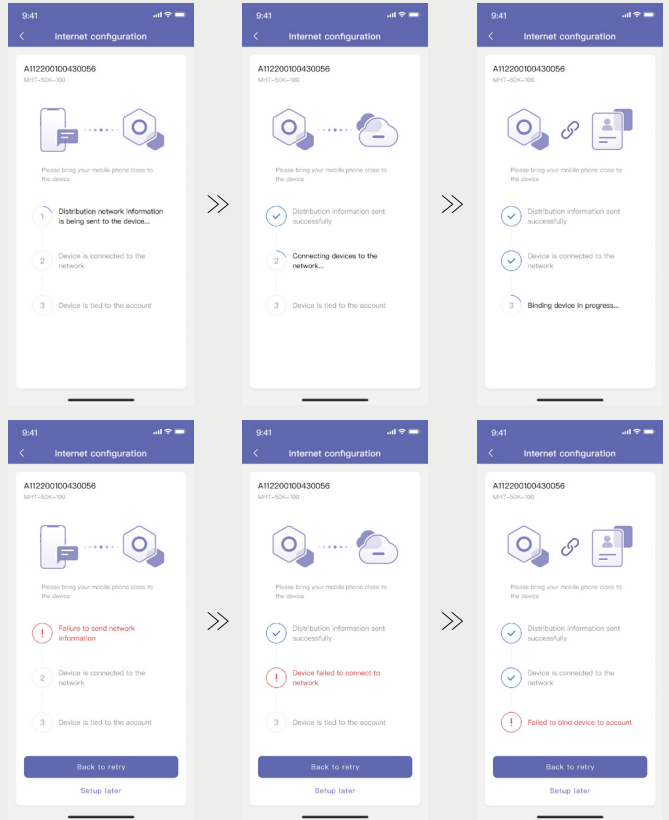 9:41
Internet configuration
A112200100430056
MHT-50K-100
Please bring your mobile phone close to
the device
1
Distribution network information
is being sent to the device...
2
Device is connected to the
network
3
Device is tied to the account
9:41
Internet configuration
A112200100430056
MHT-50K-100
Please bring your mobile phone close to
the device
Distribution information sent
successfully
2
Connecting devices to the
network...
3
Device is tied to the account
9:41
Internet configuration
A112200100430056
MHT-50K-100
Please bring your mobile phone close to
the device
Distribution information sent
successfully
Device is connected to the
network
3
Binding device in progress...
9:41
Internet configuration
A112200100430056
MHT-50K-100
Please bring your mobile phone close to
the device
!
Failure to send network
information
2
Device is connected to the
network
3
Device is tied to the account
Back to retry
Setup later
9:41
Internet configuration
A112200100430056
MHT-50K-100
Please bring your mobile phone close to
the device
Distribution information sent
successfully
!
Device failed to connect to
network
3
Device is tied to the account
Back to retry
Setup later
9:41
Internet configuration
A112200100430056
MHT-50K-100
Please bring your mobile phone close to
the device
Distribution information sent
successfully
Device is connected to the
network
!
Failed to bind device to account
Back to retry
Setup later